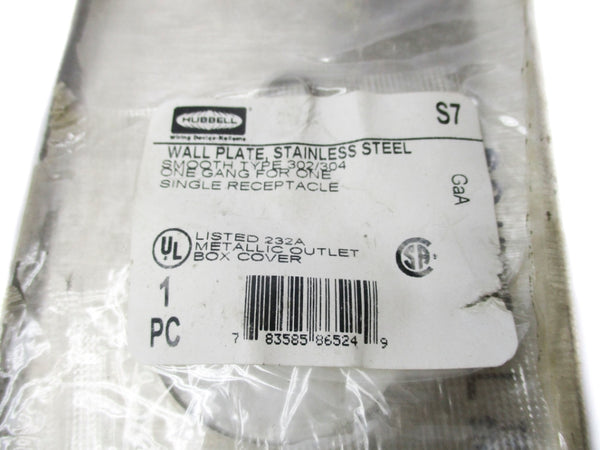 HUBBELL
Wiring Device-Kellems
S7
WALL PLATE, STAINLESS STEEL
SMOOTH TYPE 302/304
ONE GANG FOR ONE
SINGLE RECEPTACLE
GaA
UL
LISTED 232A
METALLIC OUTLET
BOX COVER
SA
1
PC
7 83585 86524 9